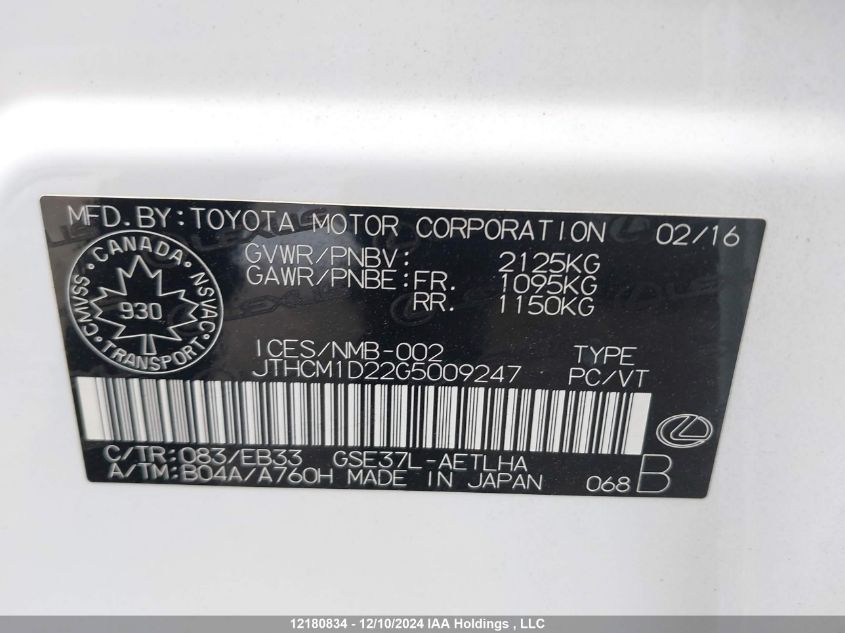 MFD. BY: TOYOTA MOTOR CORPORATION 02/16
GVWR/PNBV: 2125KG
GAWR/PNBE: FR. 1095KG
RR. 1150KG
CANADA
CMVSS NSVAC
930
TRANSPORT
ICES/NMB-002 TYPE
JTHCM1D22G5009247 PC/VT
C/TR: 083/EB33 GSE37L-AETLHA
A/TM: B04A/A760H MADE IN JAPAN 068 B
12180834 - 12/10/2024 IAA Holdings , LLC